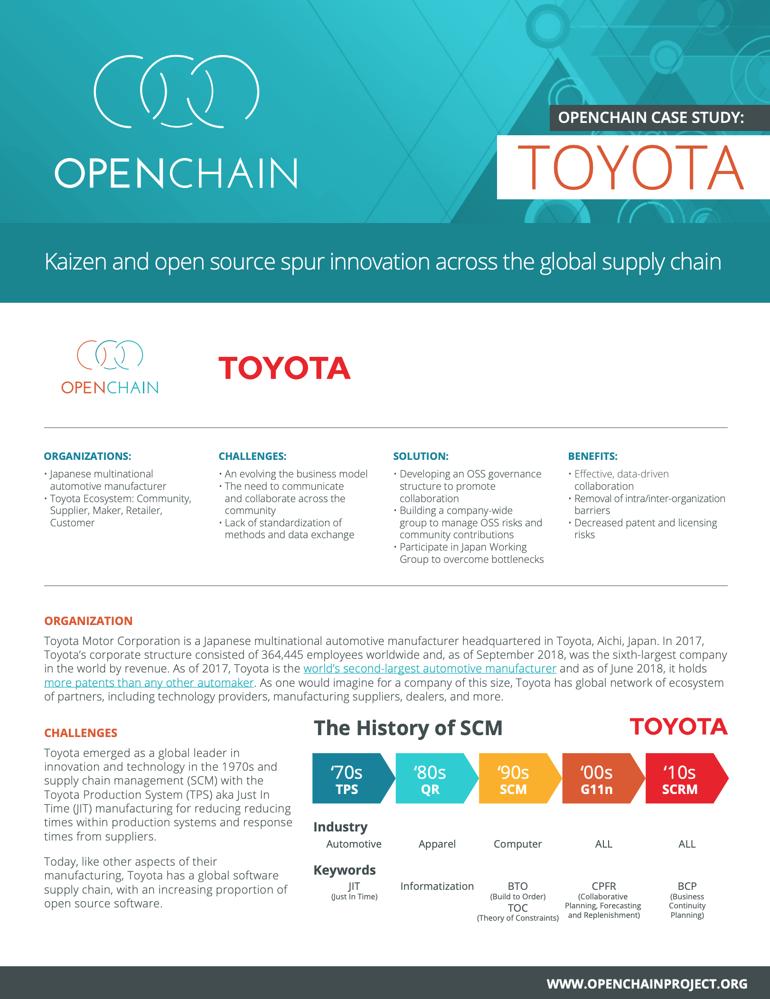 OPENCHAIN
OPENCHAIN CASE STUDY:
TOYOTA
Kaizen and open source spur innovation across the global supply chain
OPENCHAIN
TOYOTA
ORGANIZATIONS:
• Japanese multinational
automotive manufacturer
• Toyota Ecosystem: Community,
Supplier, Maker, Retailer,
Customer
CHALLENGES:
• An evolving the business model
• The need to communicate
and collaborate across the
community
• Lack of standardization of
methods and data exchange
SOLUTION:
• Developing an OSS governance
structure to promote
collaboration
• Building a company-wide
group to manage OSS risks and
community contributions
• Participate in Japan Working
Group to overcome bottlenecks
BENEFITS:
• Effective, data-driven
collaboration
• Removal of intra/inter-organization
barriers
• Decreased patent and licensing
risks
ORGANIZATION
Toyota Motor Corporation is a Japanese multinational automotive manufacturer headquartered in Toyota, Aichi, Japan. In 2017,
Toyota’s corporate structure consisted of 364,445 employees worldwide and, as of September 2018, was the sixth-largest company
in the world by revenue. As of 2017, Toyota is the world’s second-largest automotive manufacturer and as of June 2018, it holds
more patents than any other automaker. As one would imagine for a company of this size, Toyota has global network of ecosystem
of partners, including technology providers, manufacturing suppliers, dealers, and more.
CHALLENGES
Toyota emerged as a global leader in
innovation and technology in the 1970s and
supply chain management (SCM) with the
Toyota Production System (TPS) aka Just In
Time (JIT) manufacturing for reducing reducing
times within production systems and response
times from suppliers.
Today, like other aspects of their
manufacturing, Toyota has a global software
supply chain, with an increasing proportion of
open source software.
The History of SCM
TOYOTA
‘70s
TPS
‘80s
QR
‘90s
SCM
‘00s
G11n
‘10s
SCRM
Industry
Automotive
Apparel
Computer
ALL
ALL
Keywords
JIT
(Just In Time)
Informatization
BTO
(Build to Order)
TOC
(Theory of Constraints)
CPFR
(Collaborative
Planning, Forecasting
and Replenishment)
BCP
(Business
Continuity
Planning)
WWW.OPENCHAINPROJECT.ORG